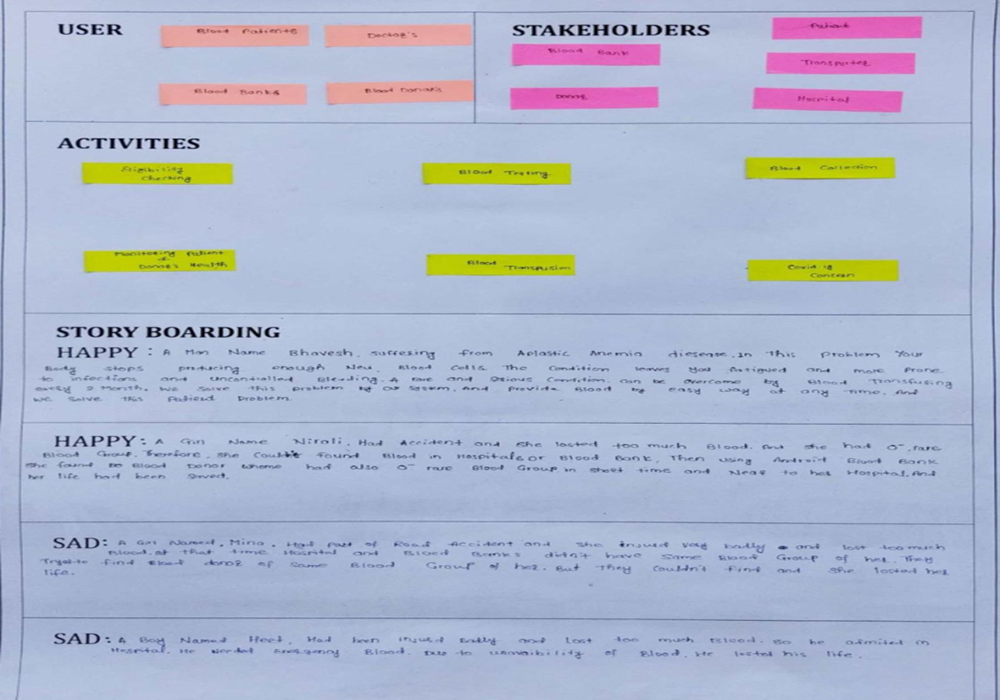 USER
Blood Patients
Doctor's
Blood Banks
Blood Donor's
STAKEHOLDERS
Patient
Blood Bank
Transporter
Donor
Hospital
ACTIVITIES
Eligibility
Checking
Blood Testing
Blood Collection
Monitoring Patient
&
Donor's Health
Blood
Transfusion
Covid 19
Concern
STORY BOARDING
HAPPY : A Man Name Bhavesh, suffering from Aplastic Anemia diesease, In This Problem Your
Body stops producing enough New Blood Cells. The Condition leaves you fatigued and more Prone
to infections and uncontrolled Bleeding. A rare and Serious Condition can be overcome by Blood Transfusing
every 2 Month. We solve this problem by our System, And Provide Blood by easy way at any Time. And
We solve this Patient Problem.
HAPPY : A Girl Name Nirali, Had Accident and she losted too much Blood. And she had O⁻, rare
Blood Group. Therefore, she Couldn't found Blood in Hospitals or Blood Bank, Then using Android Blood Bank
She found Blood Donor whome had also O⁻ rare Blood Group in short time and Near to her Hospital, And
her life had been Saved.
SAD : A Girl Named, Mina, Had Part of Road Accident and she Injured Very badly and lost too much
Blood, at that time Hospital and Blood Banks didn't have Same Blood Group of her. They
Try to find Blood donor of same Blood Group of her. But They Couldn't find and she losted her
life.
SAD : A Boy Named Heet, Had been injured Badly and Lost too much Blood. So he admited in
Hospital. He Needed Emergency Blood. Due to unavaibility of Blood, He losted his life.